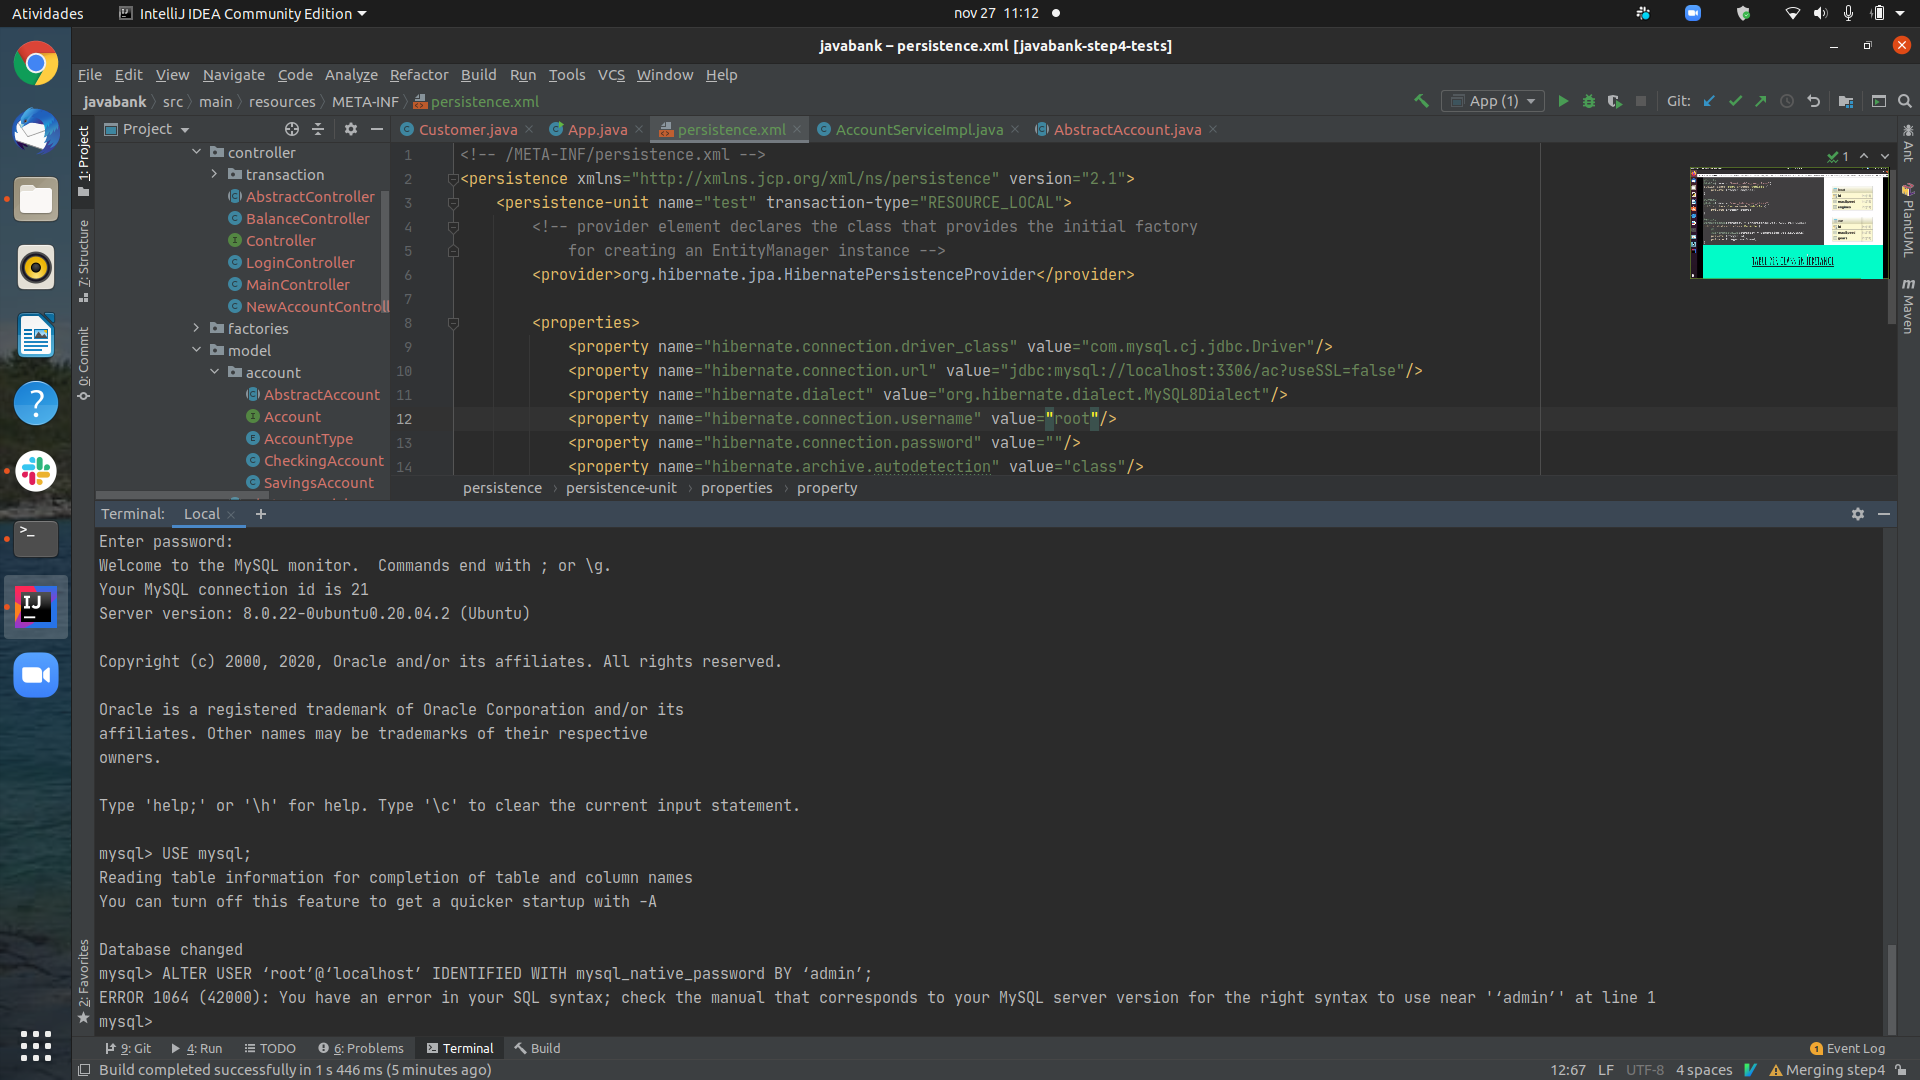 Atividades
IntelliJ IDEA Community Edition
nov 27 11:12
javabank – persistence.xml [javabank-step4-tests]
File Edit View Navigate Code Analyze Refactor Build Run Tools VCS Window Help
javabank src main resources META-INF persistence.xml
App (1)
Git:
Project
Customer.java App.java persistence.xml AccountServiceImpl.java AbstractAccount.java
1: Project
7: Structure
0: Commit
2: Favorites
controller
transaction
AbstractController
BalanceController
Controller
LoginController
MainController
NewAccountControll
factories
model
account
AbstractAccount
Account
AccountType
CheckingAccount
SavingsAccount
1 <!-- /META-INF/persistence.xml -->
2 <persistence xmlns="http://xmlns.jcp.org/xml/ns/persistence" version="2.1">
3 <persistence-unit name="test" transaction-type="RESOURCE_LOCAL">
4 <!-- provider element declares the class that provides the initial factory
5 for creating an EntityManager instance -->
6 <provider>org.hibernate.jpa.HibernatePersistenceProvider</provider>
7
8 <properties>
9 <property name="hibernate.connection.driver_class" value="com.mysql.cj.jdbc.Driver"/>
10 <property name="hibernate.connection.url" value="jdbc:mysql://localhost:3306/ac?useSSL=false"/>
11 <property name="hibernate.dialect" value="org.hibernate.dialect.MySQL8Dialect"/>
12 <property name="hibernate.connection.username" value="root"/>
13 <property name="hibernate.connection.password" value=""/>
14 <property name="hibernate.archive.autodetection" value="class"/>
1
TABLE PER CLASS INHERITANCE
Ant
PlantUML
Maven
persistence persistence-unit properties property
Terminal: Local +
Enter password:
Welcome to the MySQL monitor.  Commands end with ; or \g.
Your MySQL connection id is 21
Server version: 8.0.22-0ubuntu0.20.04.2 (Ubuntu)
Copyright (c) 2000, 2020, Oracle and/or its affiliates. All rights reserved.
Oracle is a registered trademark of Oracle Corporation and/or its
affiliates. Other names may be trademarks of their respective
owners.
Type 'help;' or '\h' for help. Type '\c' to clear the current input statement.
mysql> USE mysql;
Reading table information for completion of table and column names
You can turn off this feature to get a quicker startup with -A
Database changed
mysql> ALTER USER ‘root’@‘localhost’ IDENTIFIED WITH mysql_native_password BY ‘admin’;
ERROR 1064 (42000): You have an error in your SQL syntax; check the manual that corresponds to your MySQL server version for the right syntax to use near '‘admin’' at line 1
mysql>
9: Git 4: Run TODO 6: Problems Terminal Build
1 Event Log
Build completed successfully in 1 s 446 ms (5 minutes ago)
12:67 LF UTF-8 4 spaces Merging step4